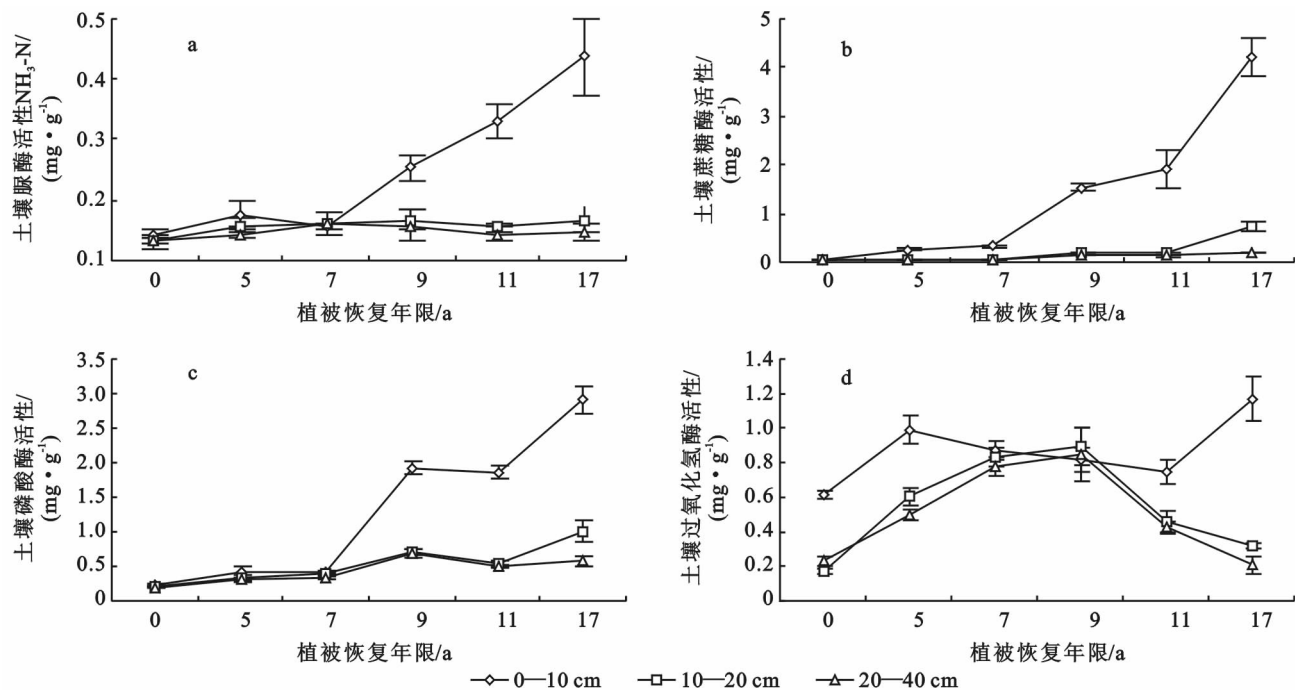 土壤脲酶活性NH₃-N/
(mg•g⁻¹)
a
0.5
0.4
0.3
0.2
0.1
0 5 7 9 11 17
植被恢复年限/a
土壤蔗糖酶活性/
(mg•g⁻¹)
b
5
4
3
2
1
0
0 5 7 9 11 17
植被恢复年限/a
土壤磷酸酶活性/
(mg•g⁻¹)
c
3.5
3.0
2.5
2.0
1.5
1.0
0.5
0
0 5 7 9 11 17
植被恢复年限/a
土壤过氧化氢酶活性/
(mg•g⁻¹)
d
1.4
1.2
1.0
0.8
0.6
0.4
0.2
0
0 5 7 9 11 17
植被恢复年限/a
0—10 cm 10—20 cm 20—40 cm